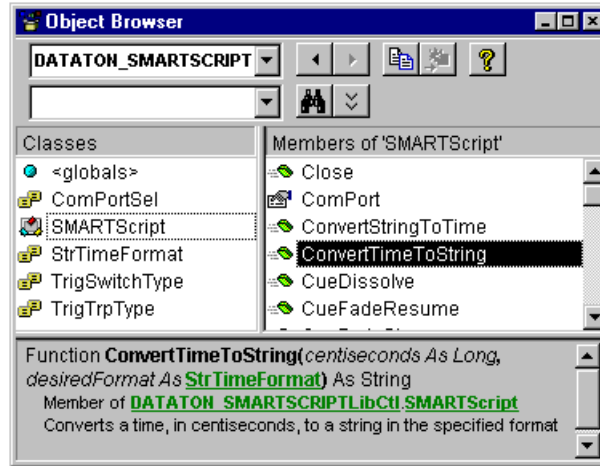 Object Browser
DATATON_SMARTSCRIPT
Classes
Members of 'SMARTScript'
<globals>
Close
ComPortSel
ComPort
SMARTScript
ConvertStringToTime
StrTimeFormat
ConvertTimeToString
TrigSwitchType
CueDissolve
TrigTrpType
CueFadeResume
Function ConvertTimeToString(centiseconds As Long,
desiredFormat As StrTimeFormat) As String
Member of DATATON_SMARTSCRIPTLibCtl.SMARTScript
Converts a time, in centiseconds, to a string in the specified format